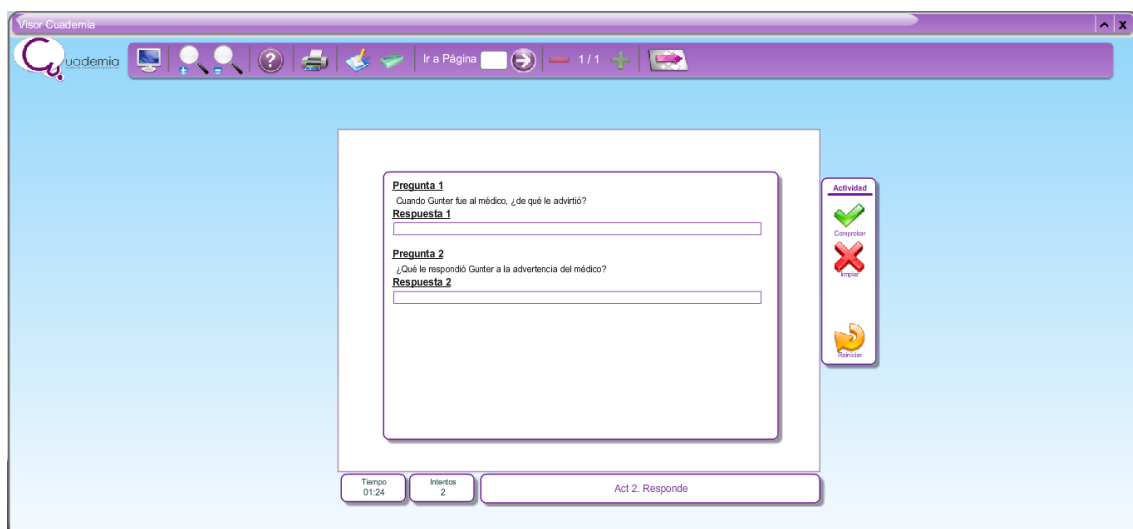 Visor Cuadernia
X
Cuadernia
Ir a Página
1 / 1
Pregunta 1
Cuando Gunter fue al médico, ¿de qué le advirtió?
Respuesta 1
Pregunta 2
¿Qué le respondió Gunter a la advertencia del médico?
Respuesta 2
Actividad
Comprobar
limpiar
Reiniciar
Tiempo
01:24
Intentos
2
Act 2. Responde